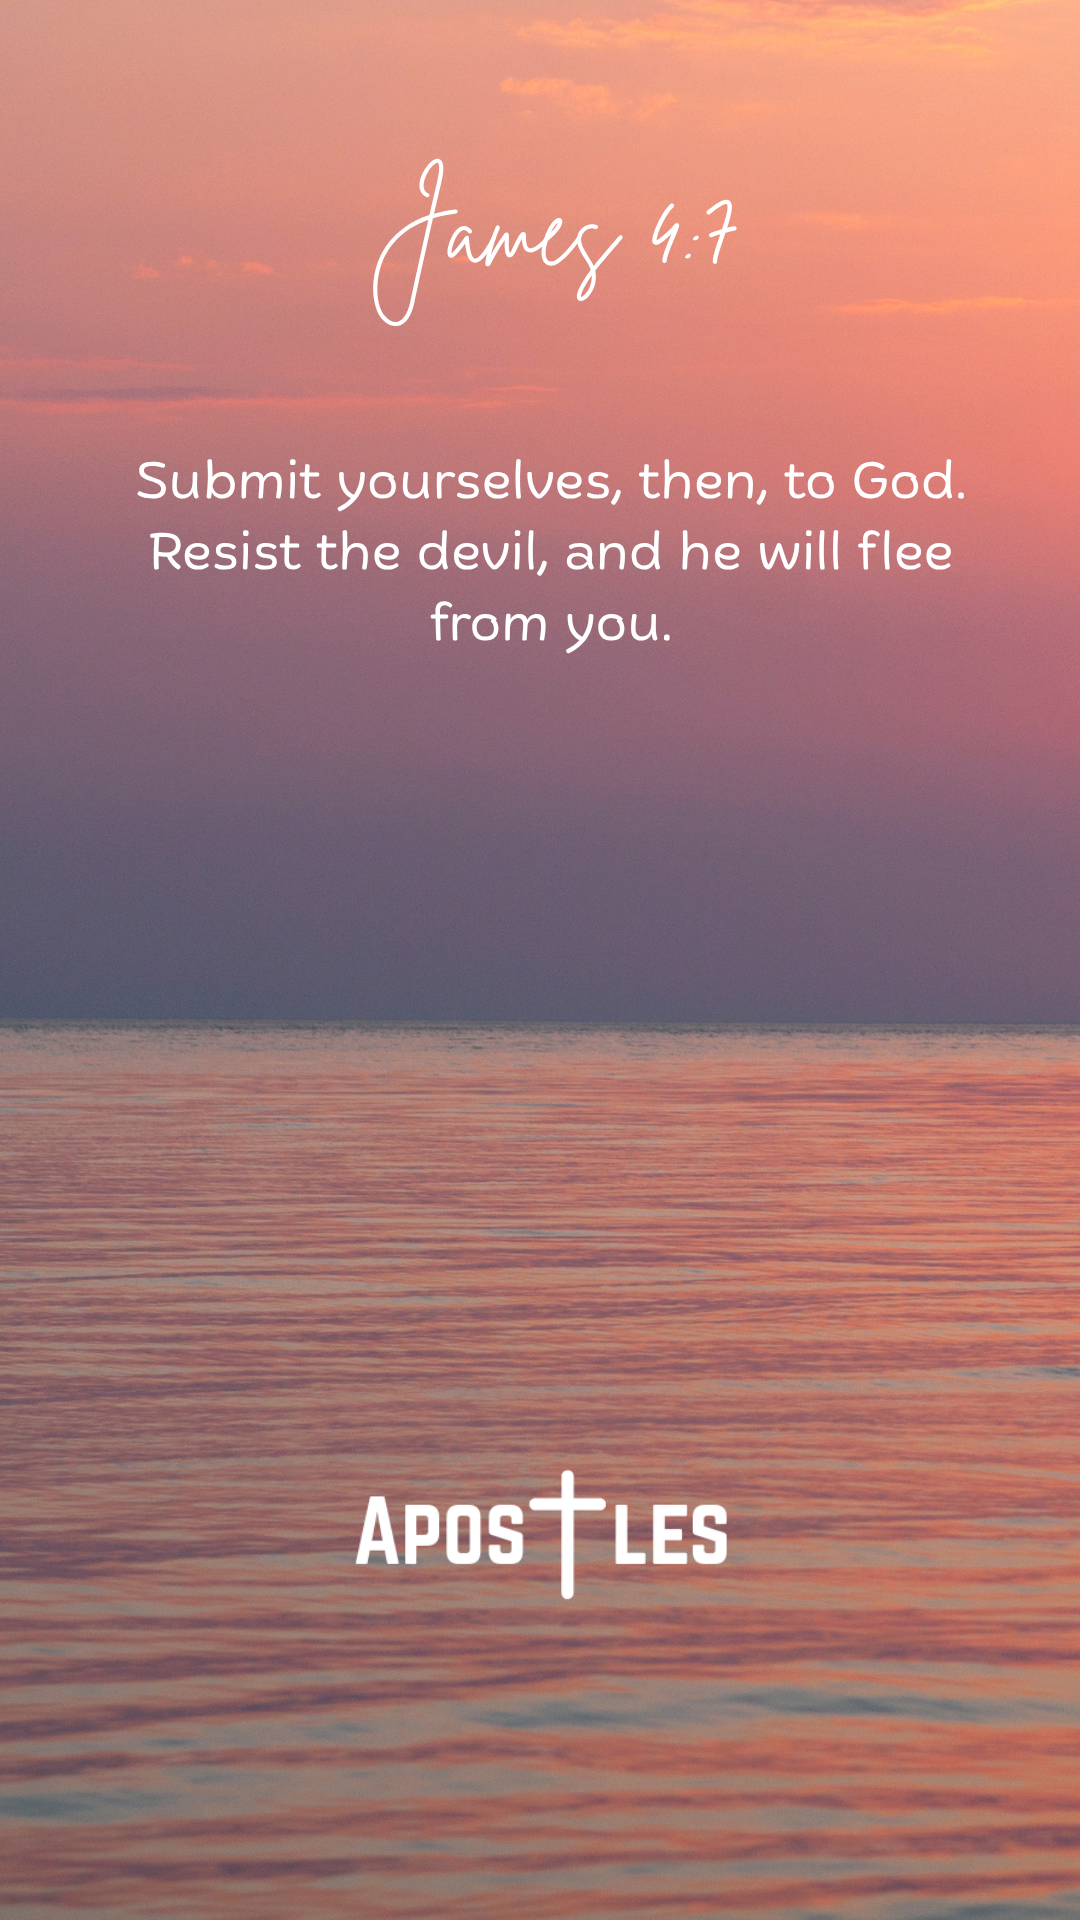 James 4:7
Submit yourselves, then, to God.
Resist the devil, and he will flee
from you.
APOSTLES